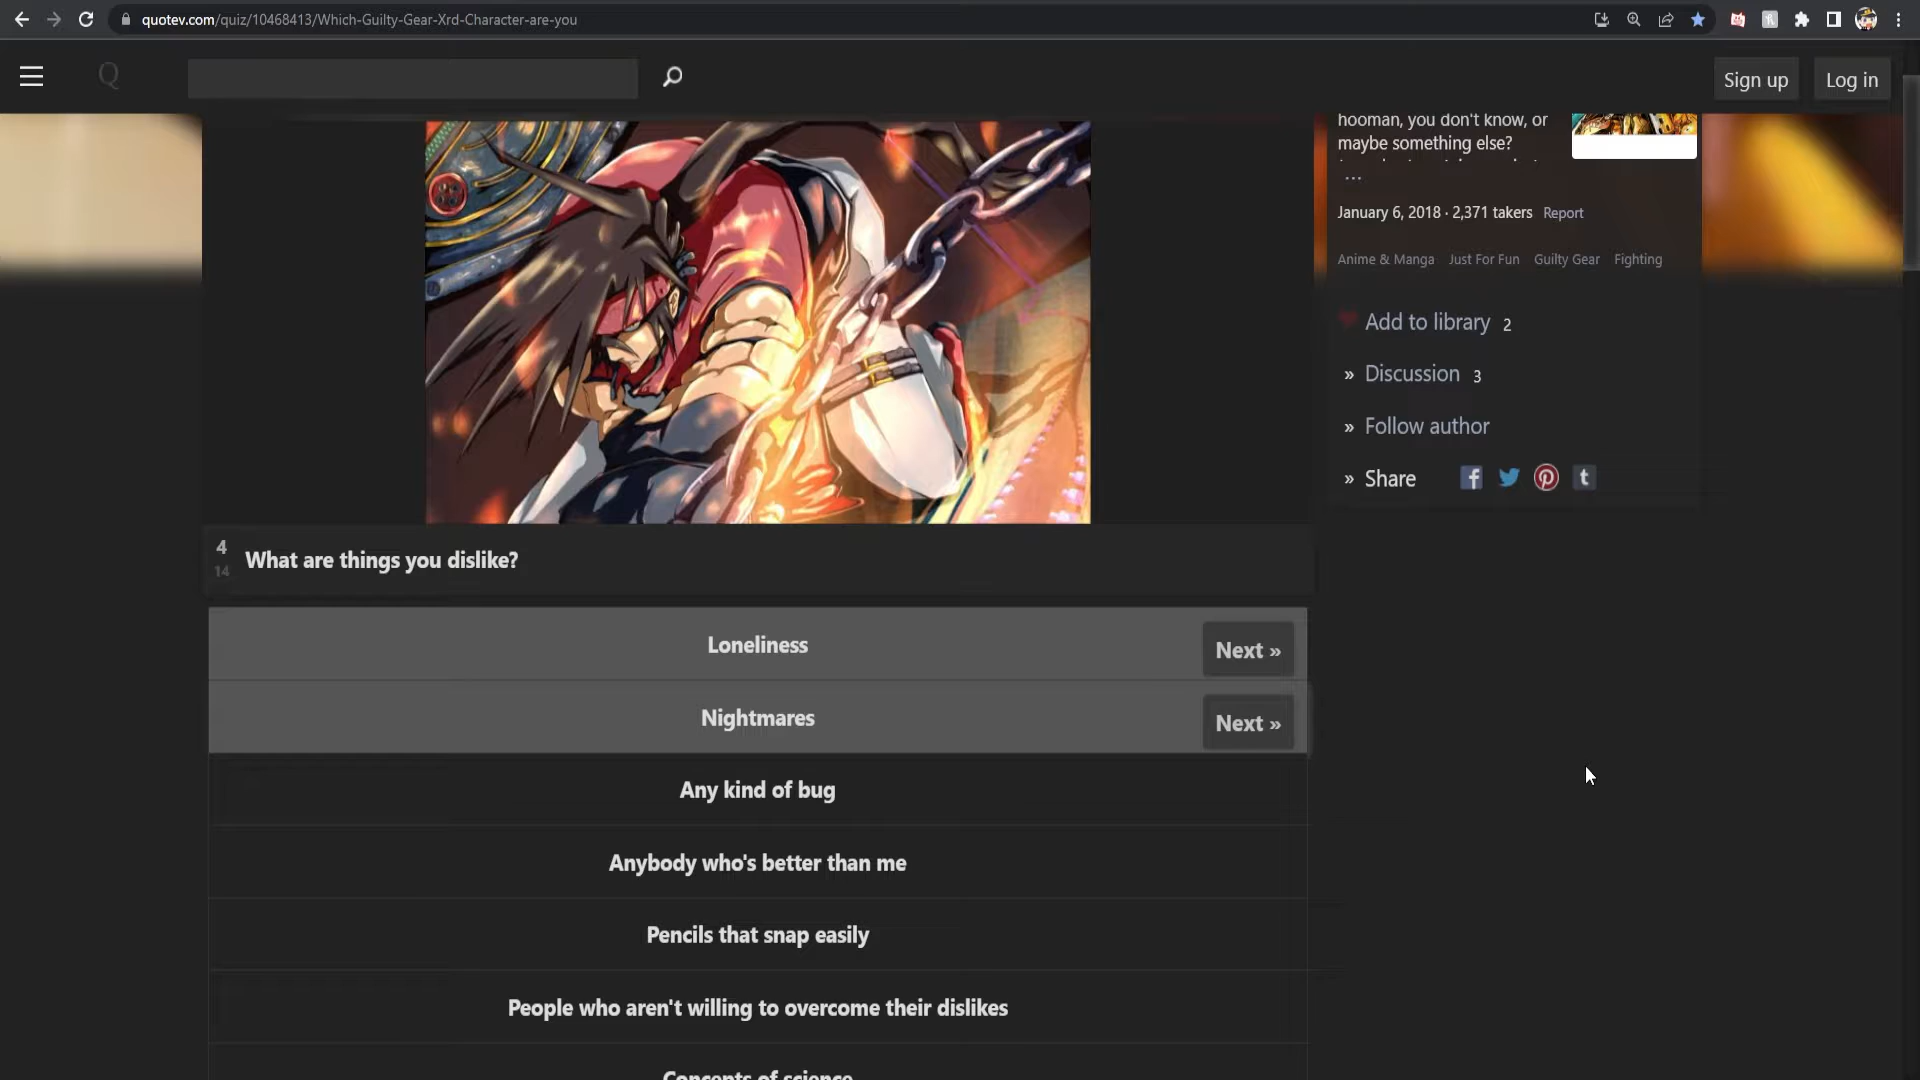 quotev.com/quiz/10468413/Which-Guilty-Gear-Xrd-Character-are-you
Q
Sign up
Log in
hooman, you don't know, or
maybe something else?
...
January 6, 2018 · 2,371 takers Report
Anime & Manga Just For Fun Guilty Gear Fighting
Add to library 2
» Discussion 3
» Follow author
» Share
4
14
What are things you dislike?
Loneliness
Next »
Nightmares
Next »
Any kind of bug
Anybody who's better than me
Pencils that snap easily
People who aren't willing to overcome their dislikes
Concepts of science